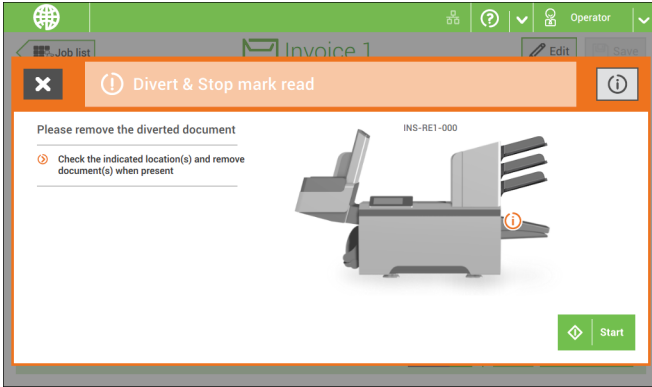 Operator
Job list
Invoice 1
Edit
Save
Divert & Stop mark read
Please remove the diverted document
INS-RE1-000
Check the indicated location(s) and remove
document(s) when present
Start